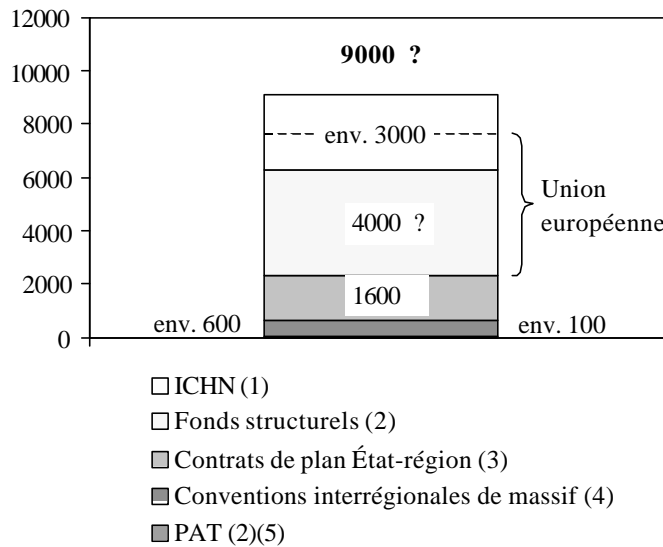 12000
9000 ?
10000
8000
env. 3000
6000
Union
européenne
4000 ?
4000
2000
1600
env. 600
env. 100
0
ICHN (1)
Fonds structurels (2)
Contrats de plan État-région (3)
Conventions interrégionales de massif (4)
PAT (2)(5)